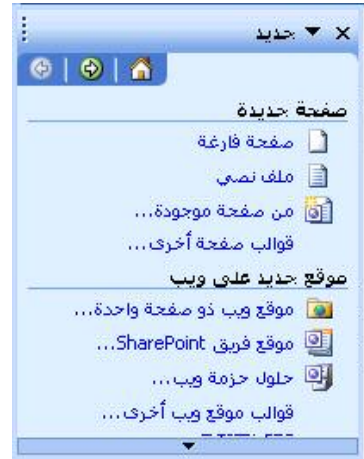 جديد
صفحة جديدة
صفحة فارغة
ملف نصي
من صفحة موجودة...
قوالب صفحة أخرى...
موقع جديد على ويب
موقع ويب ذو صفحة واحدة...
موقع فريق SharePoint...
حلول حزمة ويب...
قوالب موقع ويب أخرى...